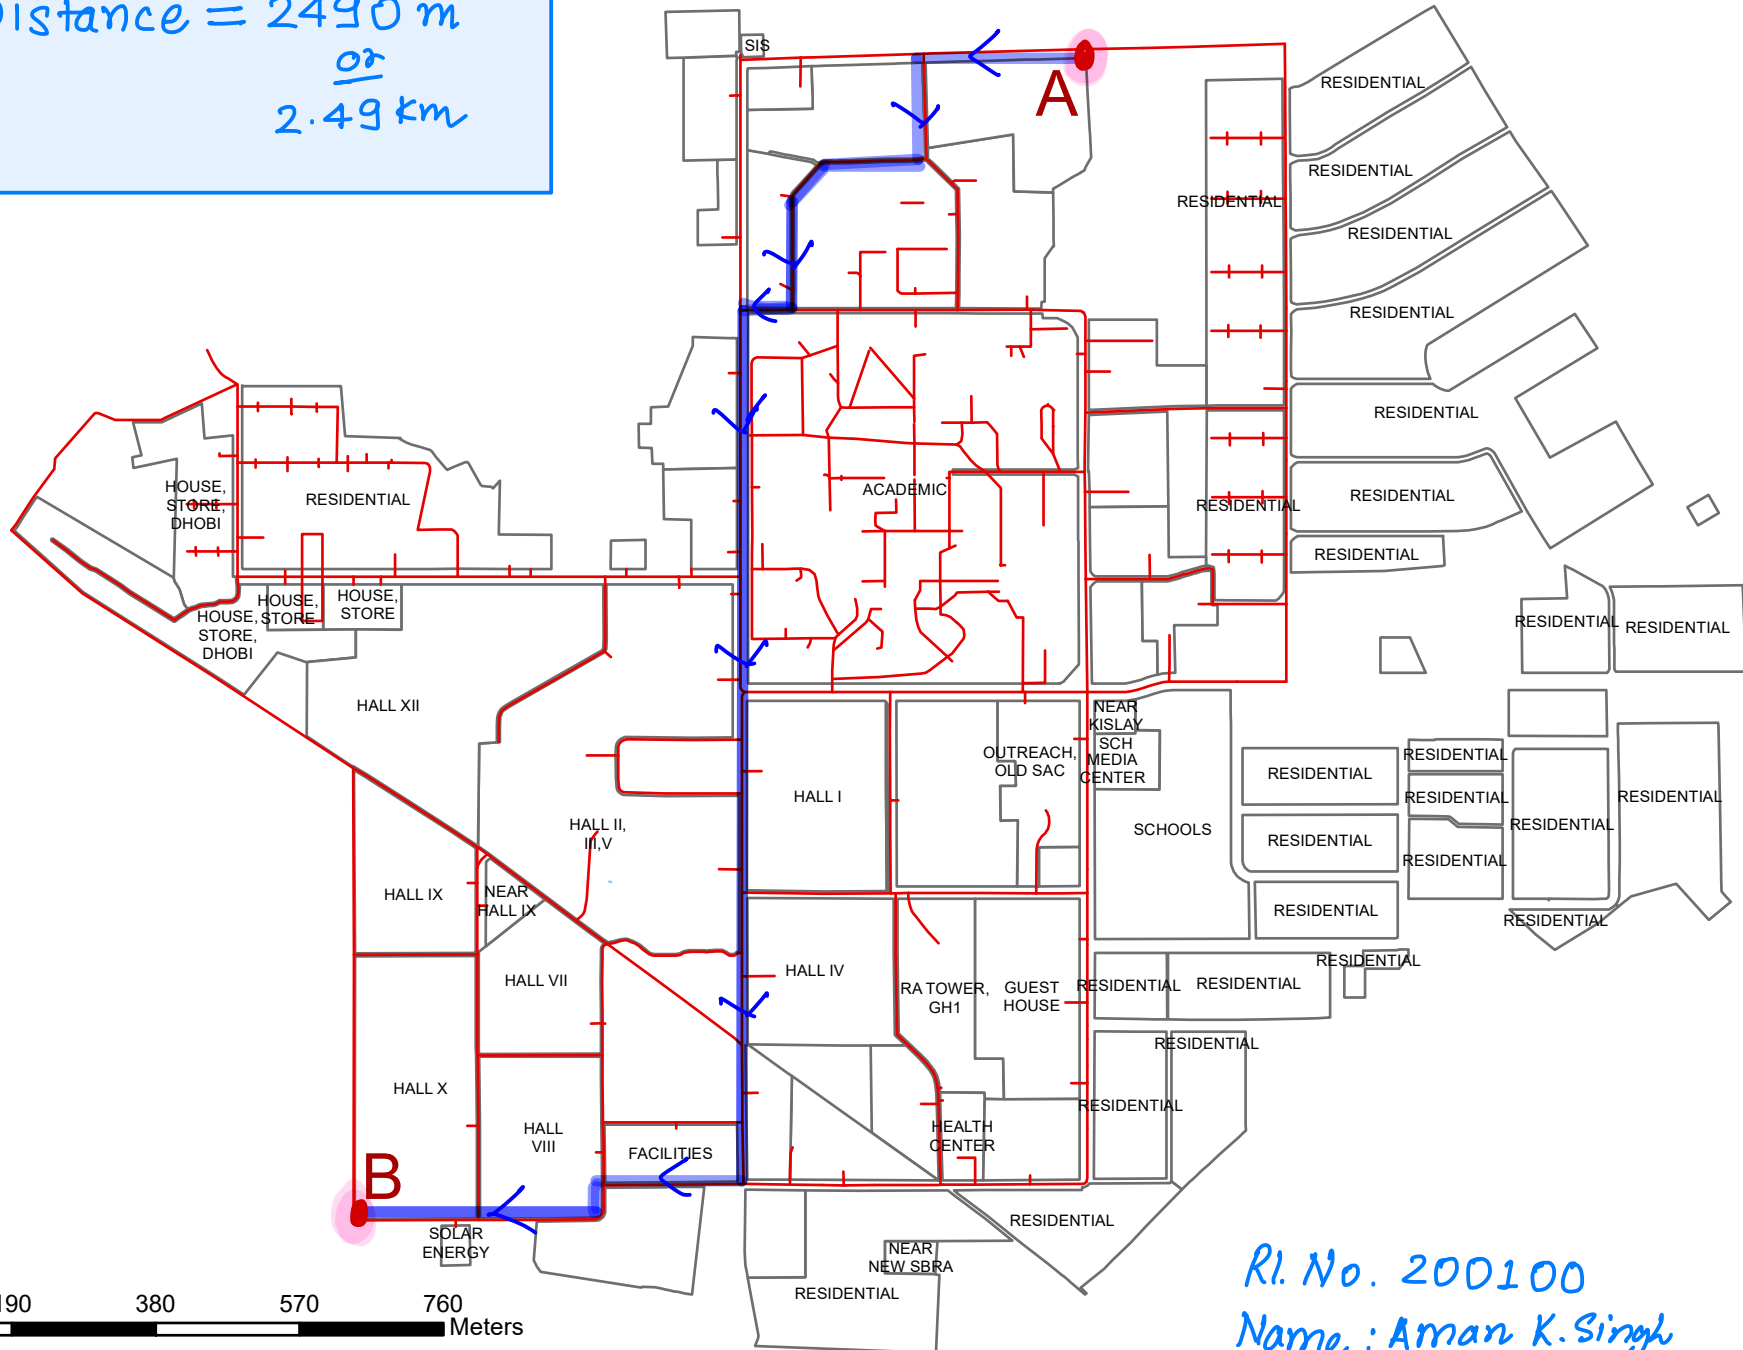 Distance = 2490 m
or
2.49 km
SIS
A
RESIDENTIAL
RESIDENTIAL
RESIDENTIAL
RESIDENTIAL
RESIDENTIAL
RESIDENTIAL
HOUSE,
STORE,
DHOBI
RESIDENTIAL
ACADEMIC
RESIDENTIAL
RESIDENTIAL
RESIDENTIAL
HOUSE,
STORE
HOUSE,
STORE
HOUSE,
STORE,
DHOBI
RESIDENTIAL
RESIDENTIAL
HALL XII
NEAR
KISLAY
SCH
MEDIA
CENTER
OUTREACH,
OLD SAC
RESIDENTIAL
RESIDENTIAL
HALL I
RESIDENTIAL
RESIDENTIAL
HALL II,
III,V
SCHOOLS
RESIDENTIAL
RESIDENTIAL
RESIDENTIAL
HALL IX
NEAR
HALL IX
RESIDENTIAL
RESIDENTIAL
HALL VII
HALL IV
RA TOWER,
GH1
GUEST
HOUSE
RESIDENTIAL
RESIDENTIAL
RESIDENTIAL
RESIDENTIAL
HALL X
RESIDENTIAL
HALL
VIII
FACILITIES
HEALTH
CENTER
B
SOLAR
ENERGY
RESIDENTIAL
NEAR
NEW SBRA
RESIDENTIAL
190 380 570 760
Meters
Rl. No. 200100
Name : Aman K. Singh